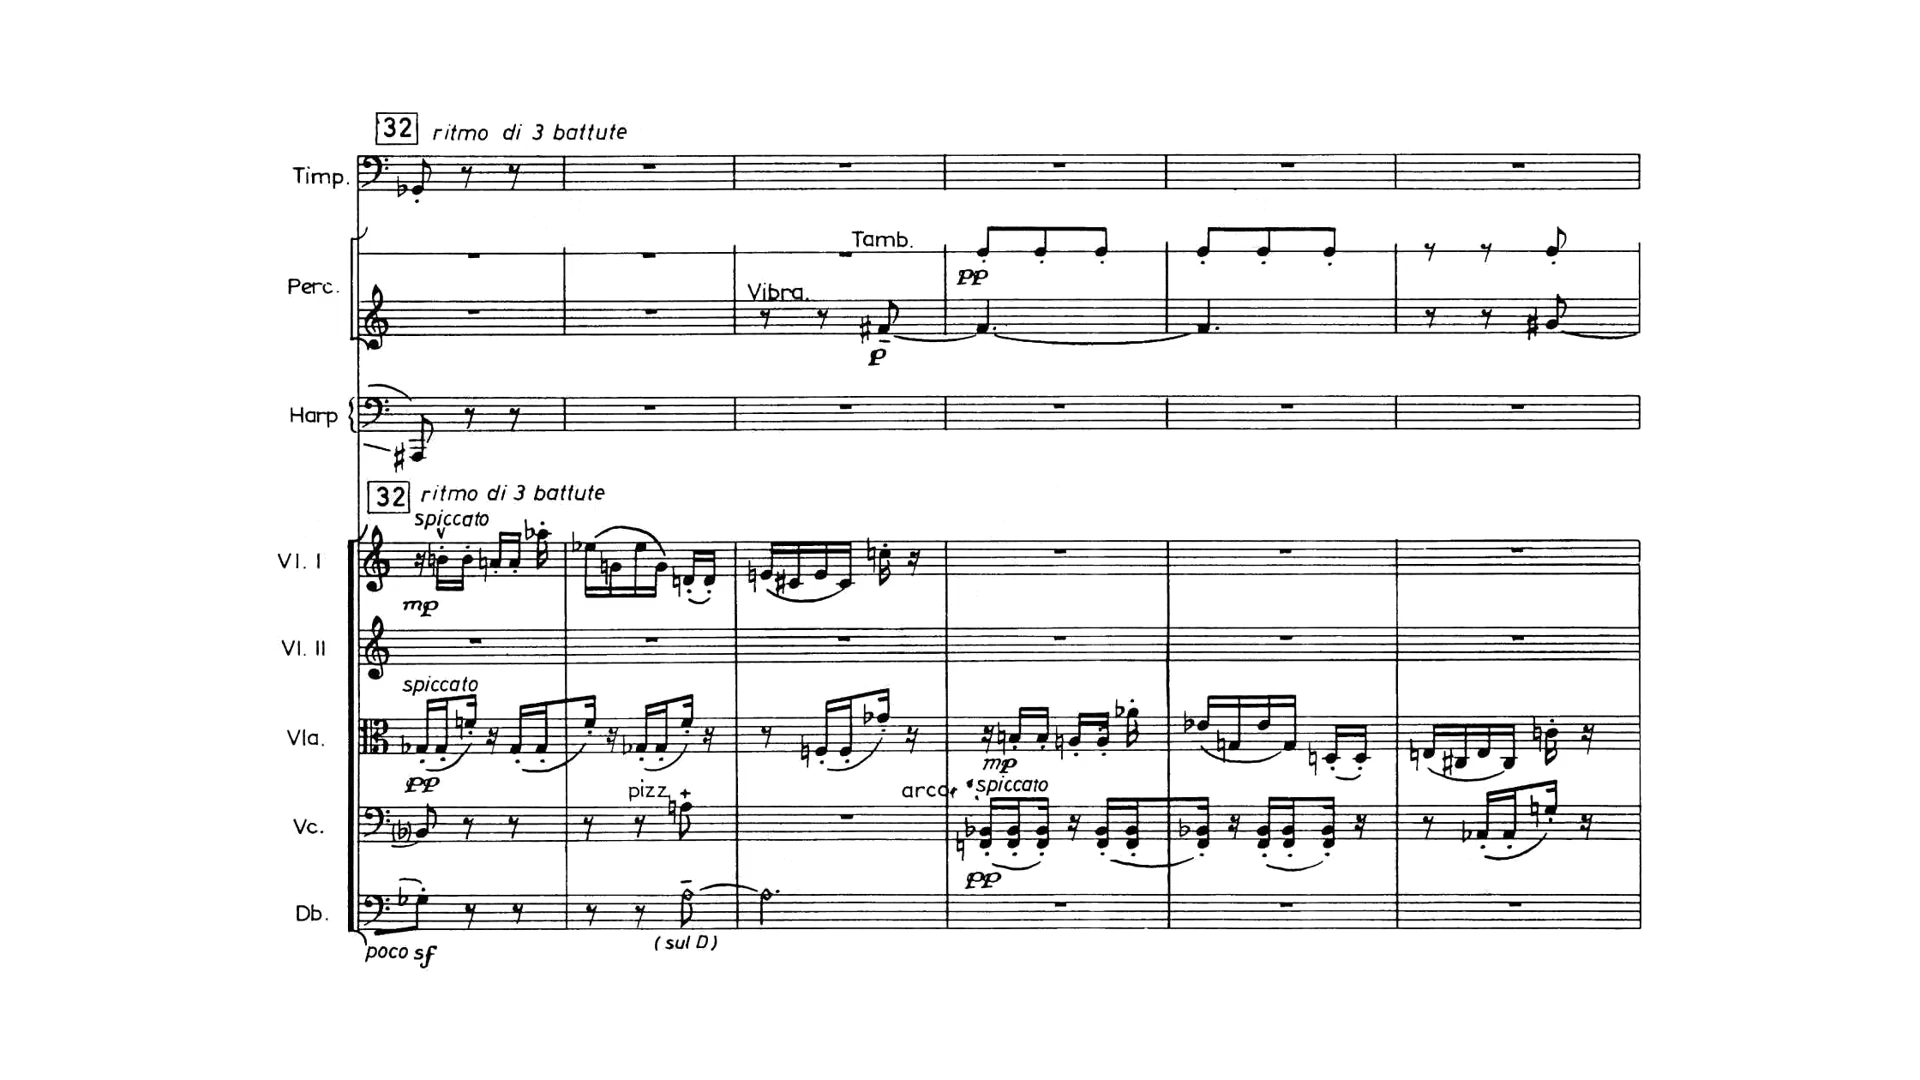 32 ritmo di 3 battute
Timp.
Tamb.
pp
Perc.
Vibra.
p
Harp
32 ritmo di 3 battute
spiccato
Vl. I
mp
Vl. II
spiccato
Vla.
mp
pp
pizz. arco spiccato
Vc.
pp
Db.
(sul D)
poco sf